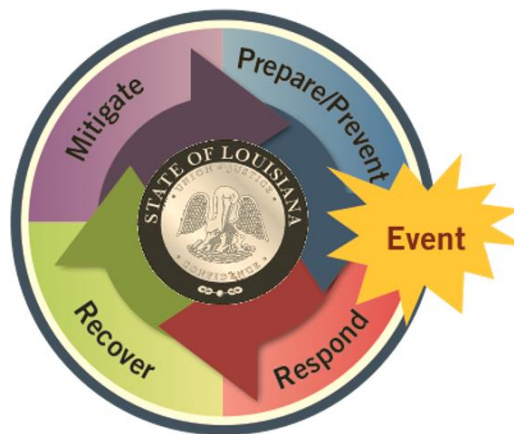 Mitigate
Prepare/Prevent
STATE OF LOUISIANA
UNION · JUSTICE
CONFIDENCE
Event
Recover
Respond